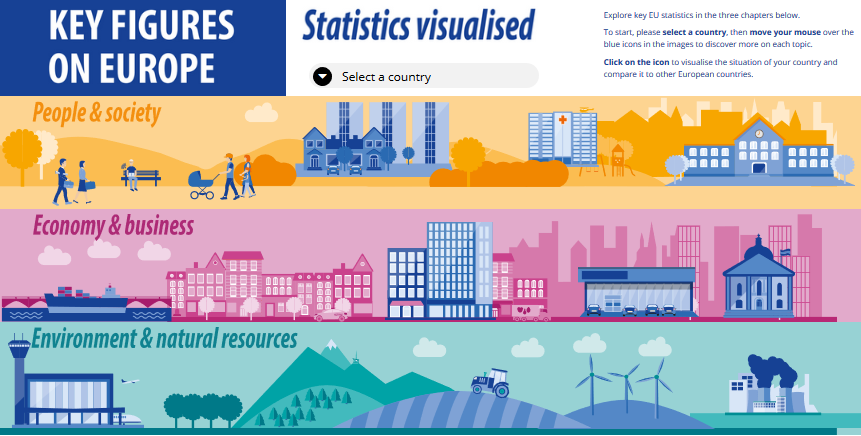 KEY FIGURES
ON EUROPE
Statistics visualised
Select a country
Explore key EU statistics in the three chapters below.
To start, please select a country, then move your mouse over the
blue icons in the images to discover more on each topic.
Click on the icon to visualise the situation of your country and
compare it to other European countries.
People & society
Economy & business
Environment & natural resources